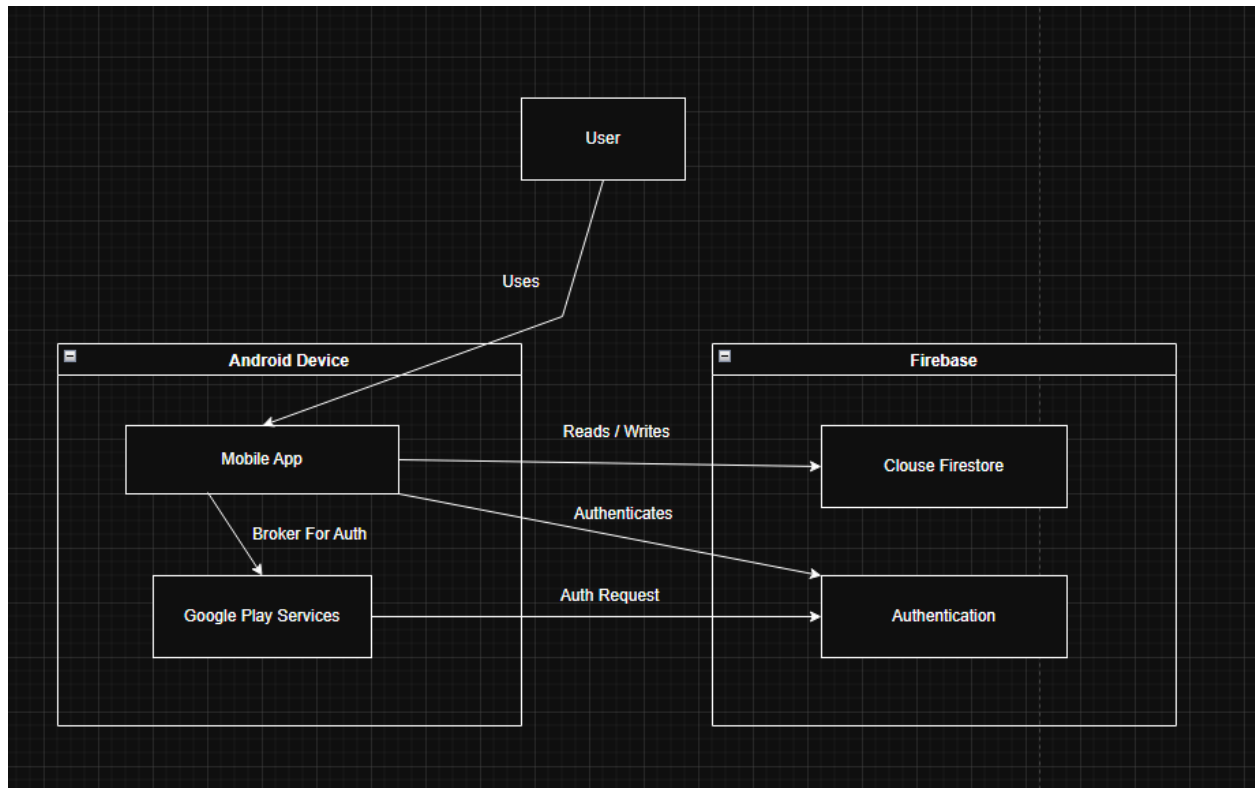 User
Uses
Android Device
Firebase
Mobile App
Reads / Writes
Clouse Firestore
Authenticates
Broker For Auth
Google Play Services
Auth Request
Authentication